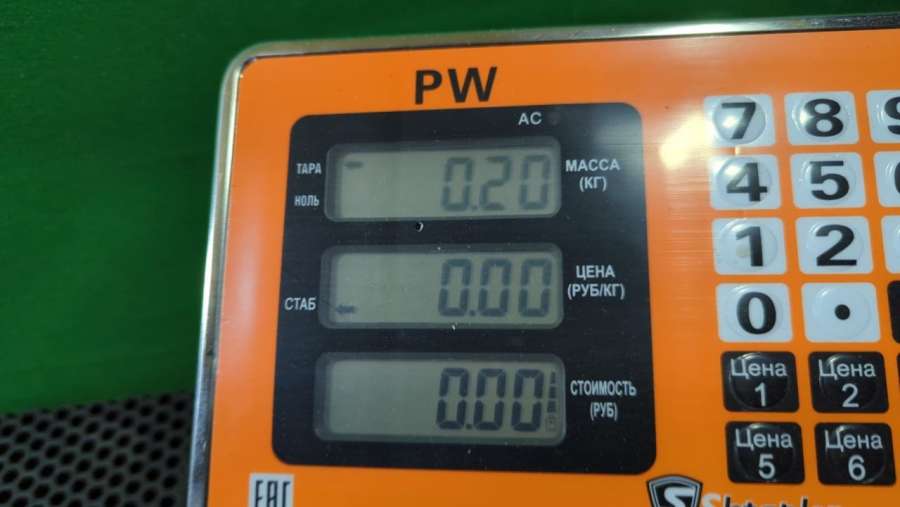 PW
AC
ТАРА
НОЛЬ
0.20
МАССА
(КГ)
СТАБ
0.00
ЦЕНА
(РУБ/КГ)
0.00
СТОИМОСТЬ
(РУБ)
7 8 9
4 5
1 2
0 .
Цена 1
Цена 2
Цена 5
Цена 6
EAC